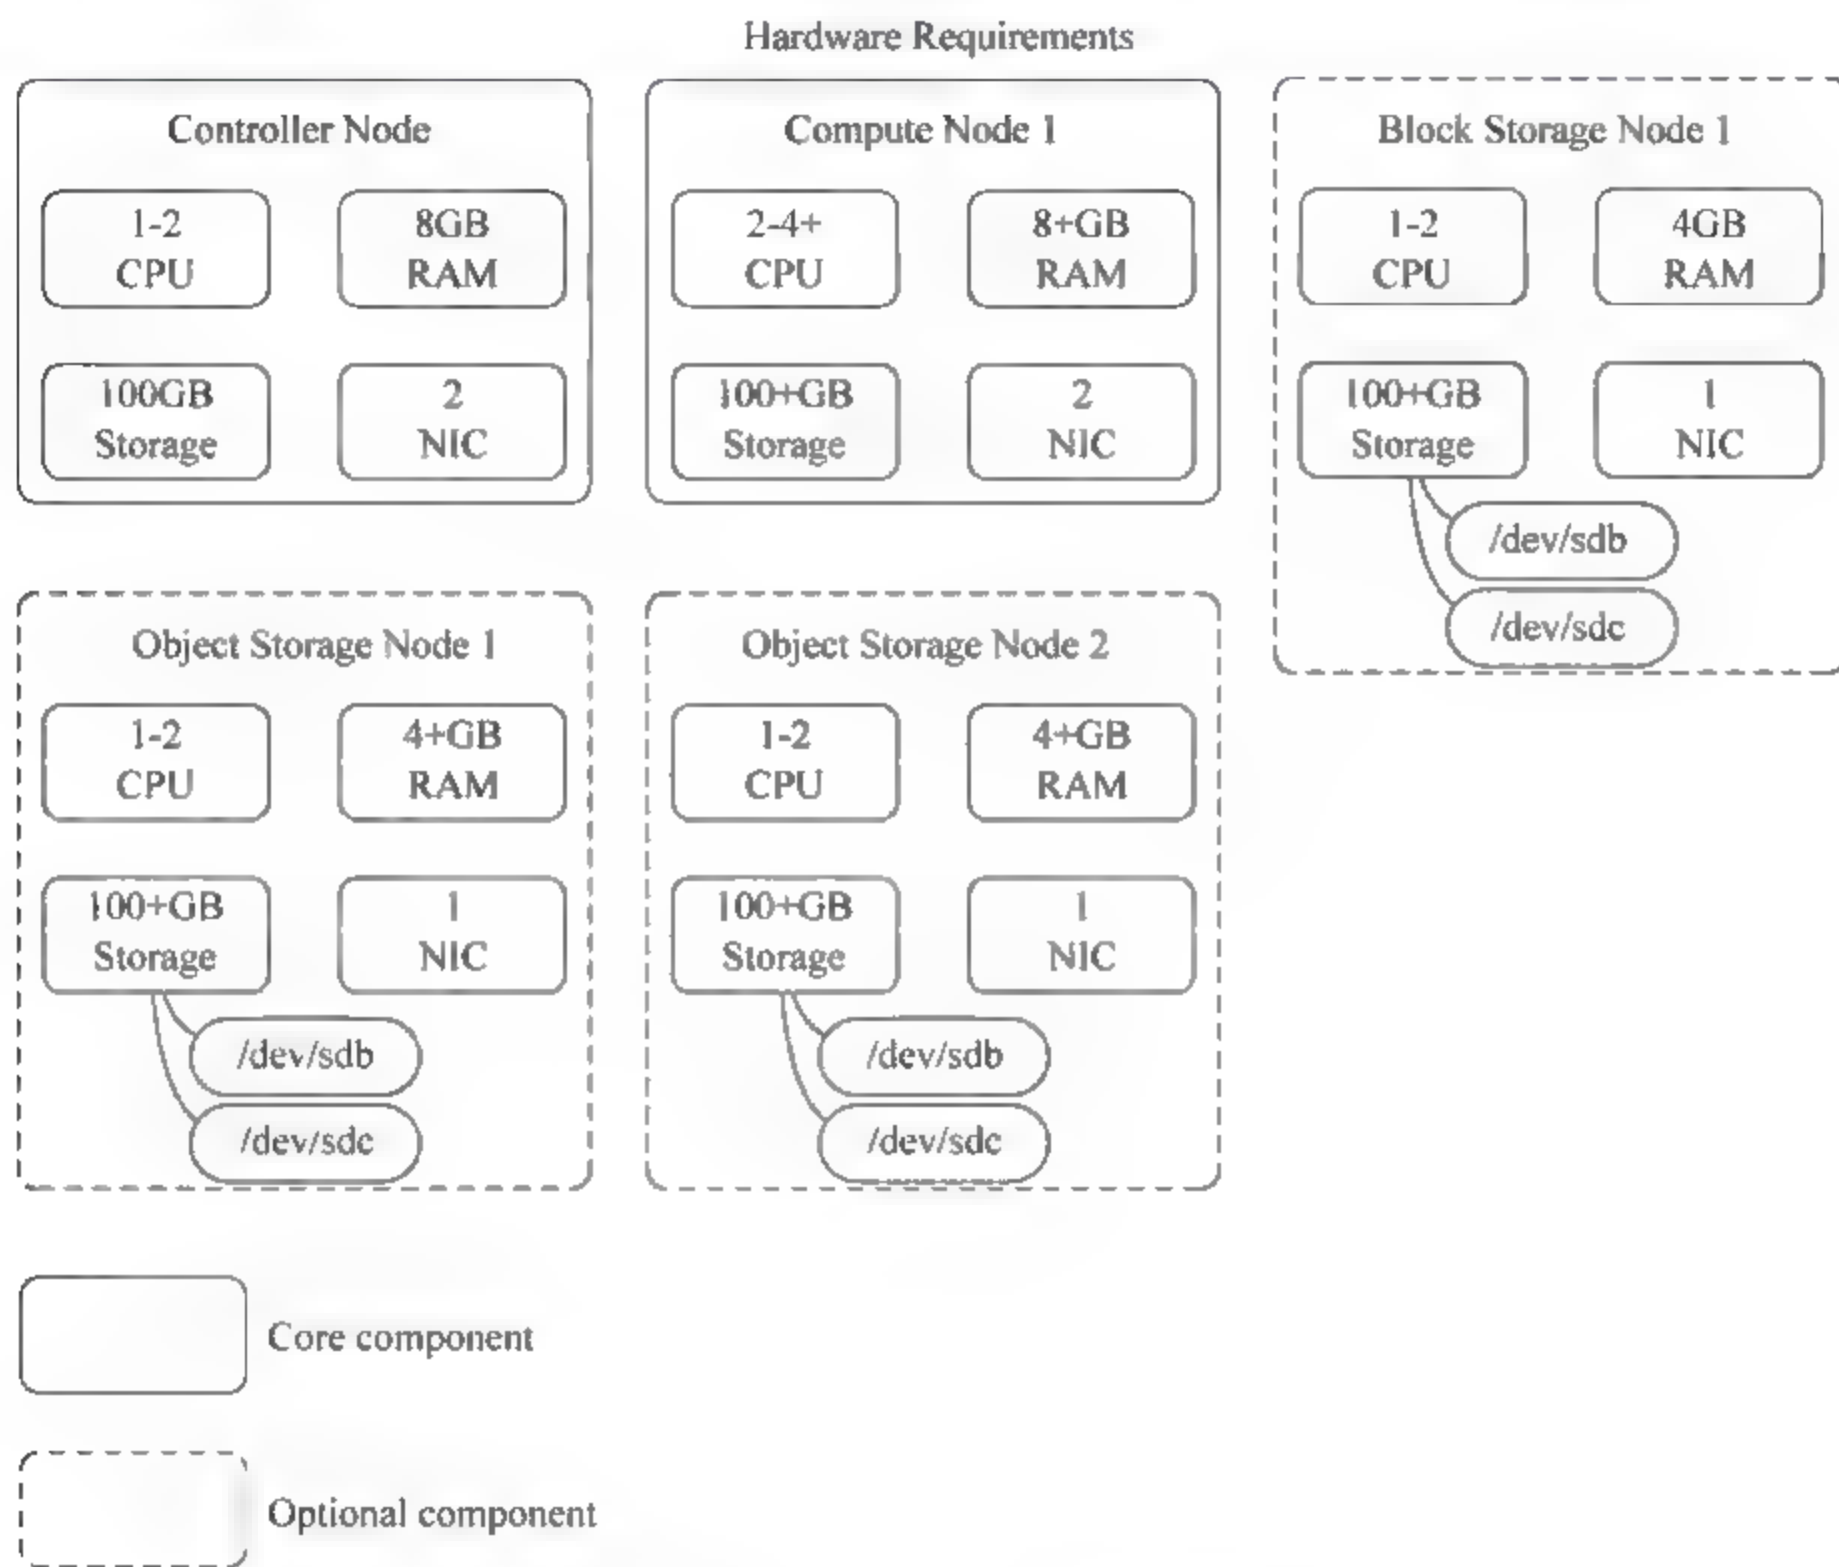 Hardware Requirements
Controller Node
1-2
CPU
8GB
RAM
100GB
Storage
2
NIC
Compute Node 1
2-4+
CPU
8+GB
RAM
100+GB
Storage
2
NIC
Block Storage Node 1
1-2
CPU
4GB
RAM
100+GB
Storage
1
NIC
/dev/sdb
/dev/sdc
Object Storage Node 1
1-2
CPU
4+GB
RAM
100+GB
Storage
1
NIC
/dev/sdb
/dev/sdc
Object Storage Node 2
1-2
CPU
4+GB
RAM
100+GB
Storage
1
NIC
/dev/sdb
/dev/sdc
Core component
Optional component